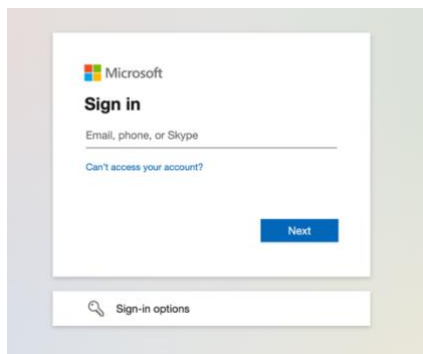 Microsoft
Sign in
Email, phone, or Skype
Can't access your account?
Next
Sign-in options